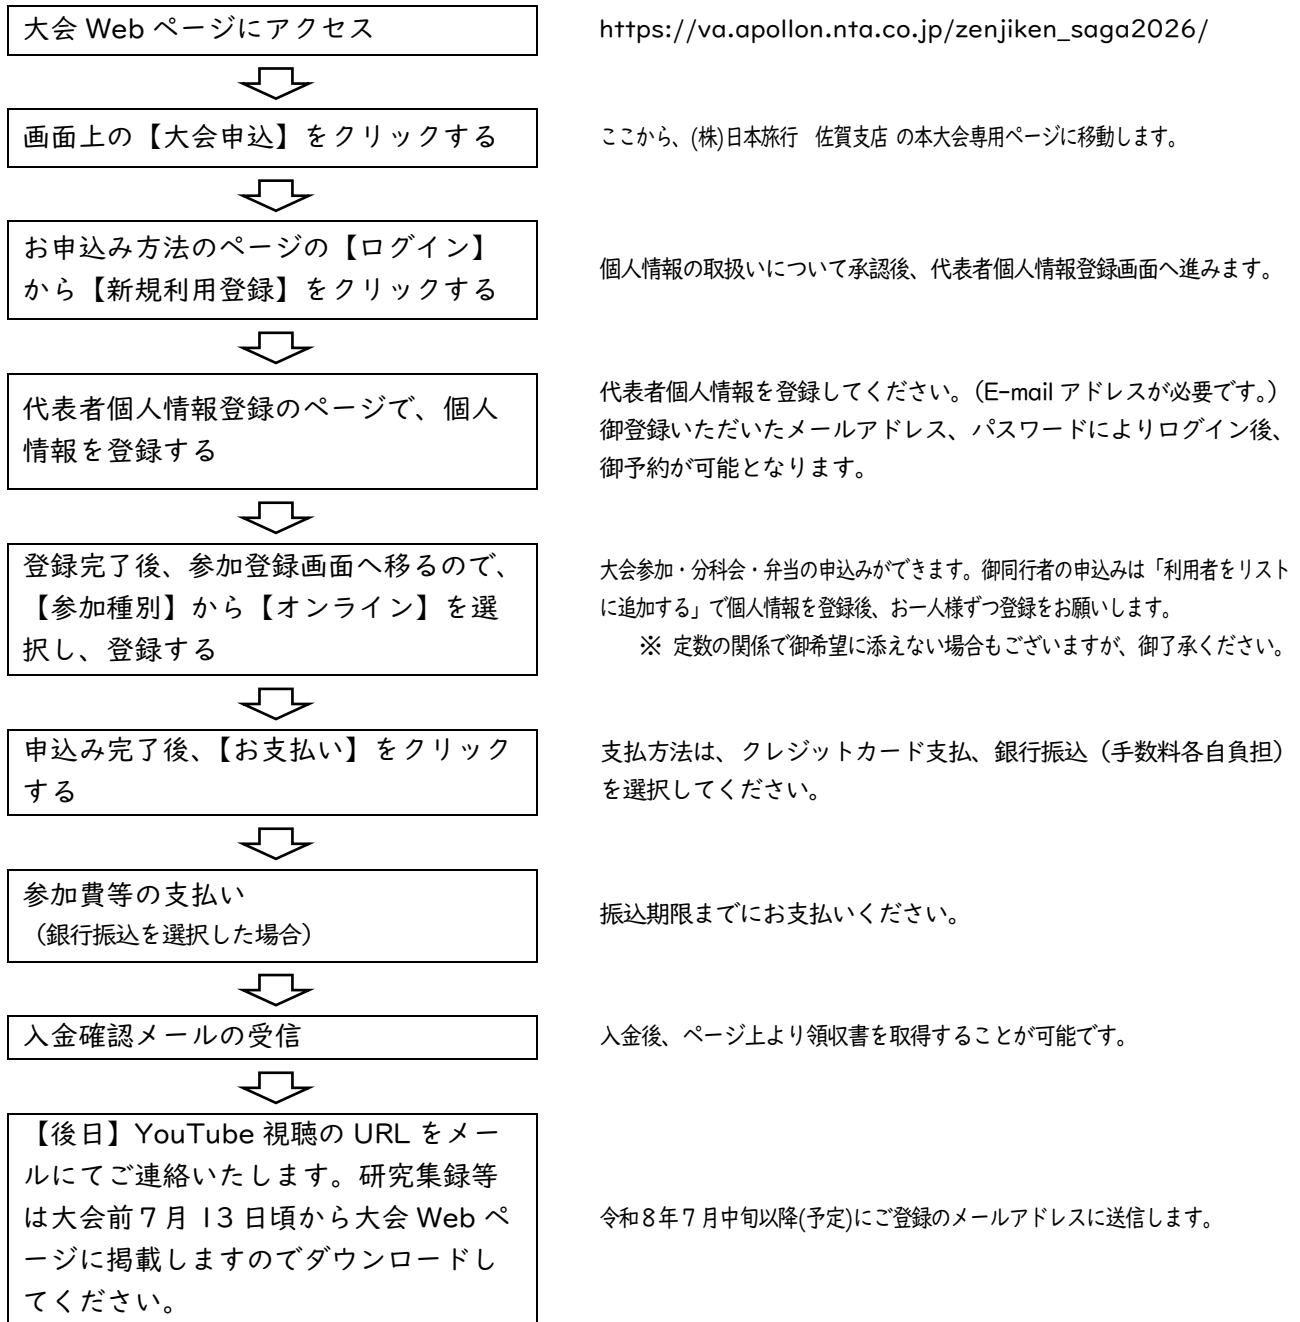 大会 Web ページにアクセス
https://va.apollon.nta.co.jp/zenjiken_saga2026/
画面上の【大会申込】をクリックする
ここから、(株)日本旅行　佐賀支店 の本大会専用ページに移動します。
お申込み方法のページの【ログイン】
から【新規利用登録】をクリックする
個人情報の取扱いについて承認後、代表者個人情報登録画面へ進みます。
代表者個人情報登録のページで、個人
情報を登録する
代表者個人情報を登録してください。（E-mail アドレスが必要です。）
御登録いただいたメールアドレス、パスワードによりログイン後、
御予約が可能となります。
登録完了後、参加登録画面へ移るので、
【参加種別】から【オンライン】を選
択し、登録する
大会参加・分科会・弁当の申込みができます。御同行者の申込みは「利用者をリスト
に追加する」で個人情報を登録後、お一人様ずつ登録をお願いします。
※ 定数の関係で御希望に添えない場合もございますが、御了承ください。
申込み完了後、【お支払い】をクリック
する
支払方法は、クレジットカード支払、銀行振込（手数料各自負担）
を選択してください。
参加費等の支払い
（銀行振込を選択した場合）
振込期限までにお支払いください。
入金確認メールの受信
入金後、ページ上より領収書を取得することが可能です。
【後日】YouTube 視聴の URL をメー
ルにてご連絡いたします。研究集録等
は大会前７月 13 日頃から大会 Web ペ
ージに掲載しますのでダウンロードし
てください。
令和８年７月中旬以降(予定)にご登録のメールアドレスに送信します。